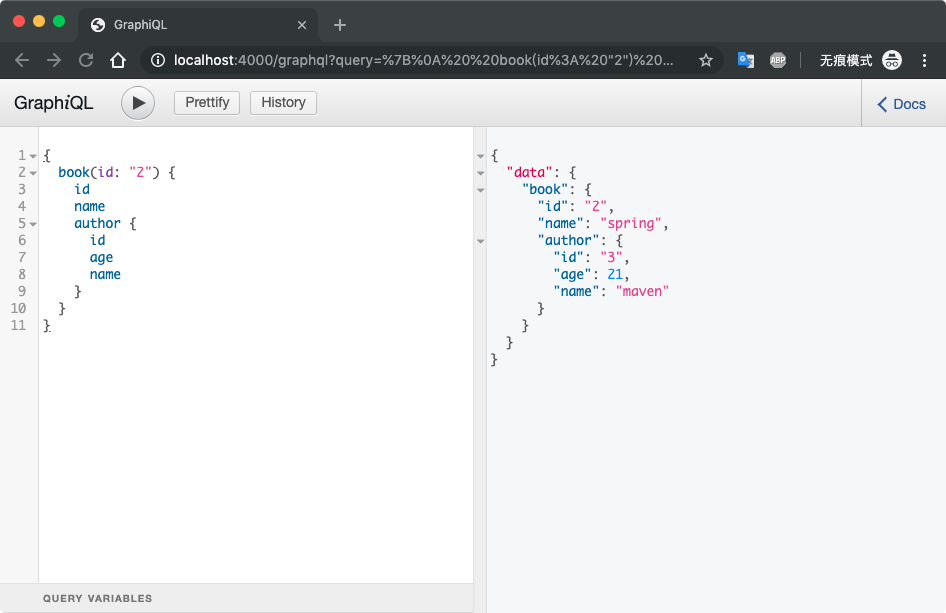 GraphiQL
localhost:4000/graphql?query=%7B%0A%20%20book(id%3A%20"2")%20...
ABP
无痕模式
GraphiQL
Prettify
History
Docs
1 {
2 book(id: "2") {
3 id
4 name
5 author {
6 id
7 age
8 name
9 }
10 }
11 }
{
"data": {
"book": {
"id": "2",
"name": "spring",
"author": {
"id": "3",
"age": 21,
"name": "maven"
}
}
}
}
QUERY VARIABLES